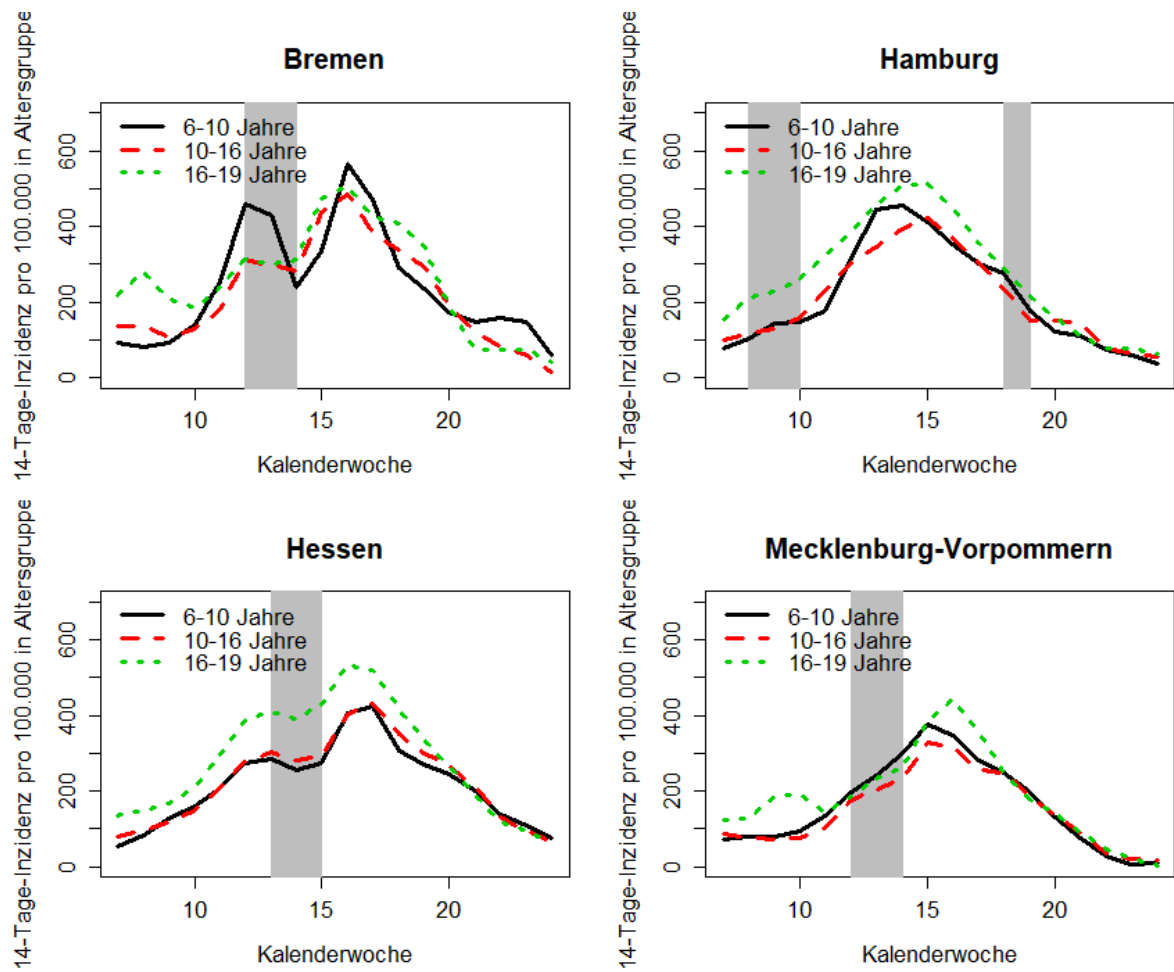 Bremen
14-Tage-Inzidenz pro 100.000 in Altersgruppe
6-10 Jahre
10-16 Jahre
16-19 Jahre
0 200 400 600
10 15 20
Kalenderwoche
Hamburg
14-Tage-Inzidenz pro 100.000 in Altersgruppe
6-10 Jahre
10-16 Jahre
16-19 Jahre
0 200 400 600
10 15 20
Kalenderwoche
Hessen
14-Tage-Inzidenz pro 100.000 in Altersgruppe
6-10 Jahre
10-16 Jahre
16-19 Jahre
0 200 400 600
10 15 20
Kalenderwoche
Mecklenburg-Vorpommern
14-Tage-Inzidenz pro 100.000 in Altersgruppe
6-10 Jahre
10-16 Jahre
16-19 Jahre
0 200 400 600
10 15 20
Kalenderwoche